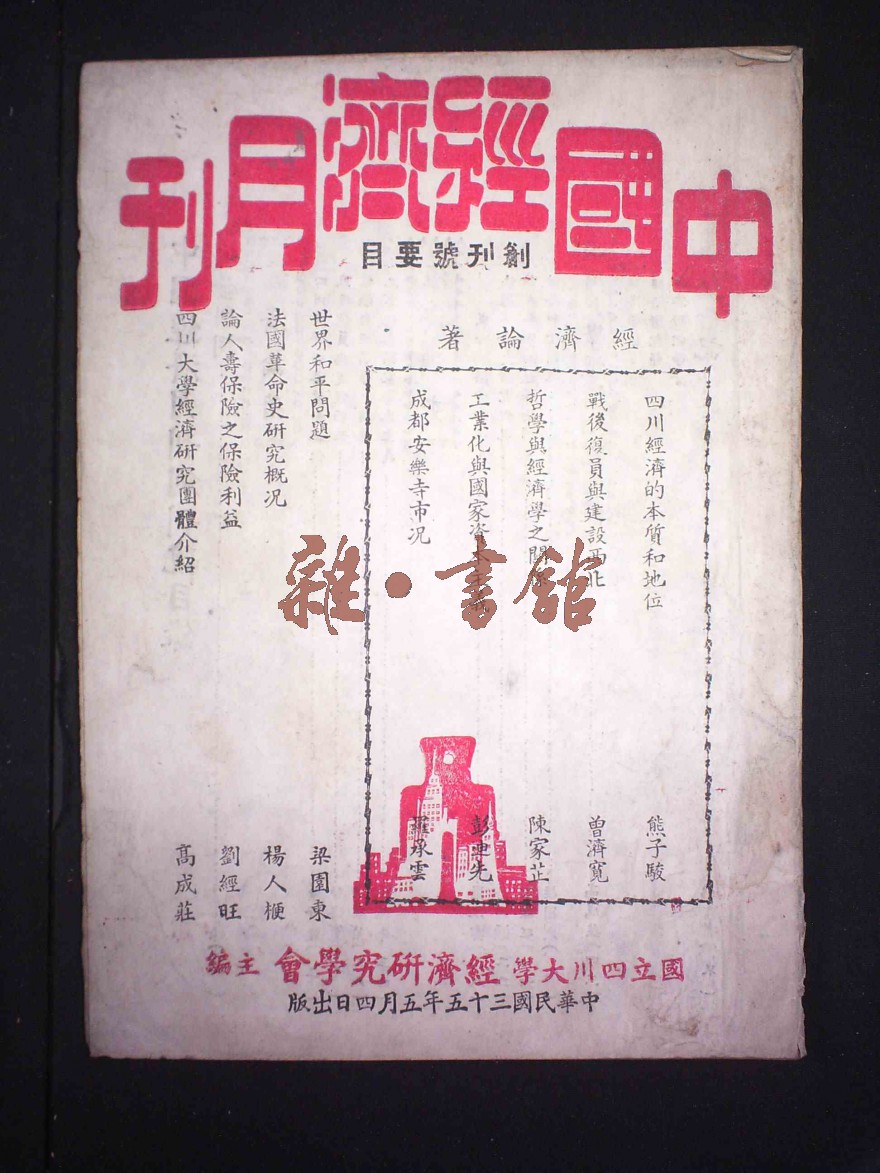 中國經濟月刊
創刊號要目
經濟論著
四川經濟的本質和地位 熊子駿
戰後復員與建設西北 曾濟寬
哲學與經濟學之關係 陳家芷
工業化與國家資本主義 彭迪先
成都安樂寺市況 羅承雲
世界和平問題 梁園東
法國革命史研究概況 楊人楩
論人壽保險之保險利益 劉經旺
四川大學經濟研究團體介紹 高成莊
國立四川大學經濟研究學會主編
中華民國三十五年五月四日出版
雜·書館